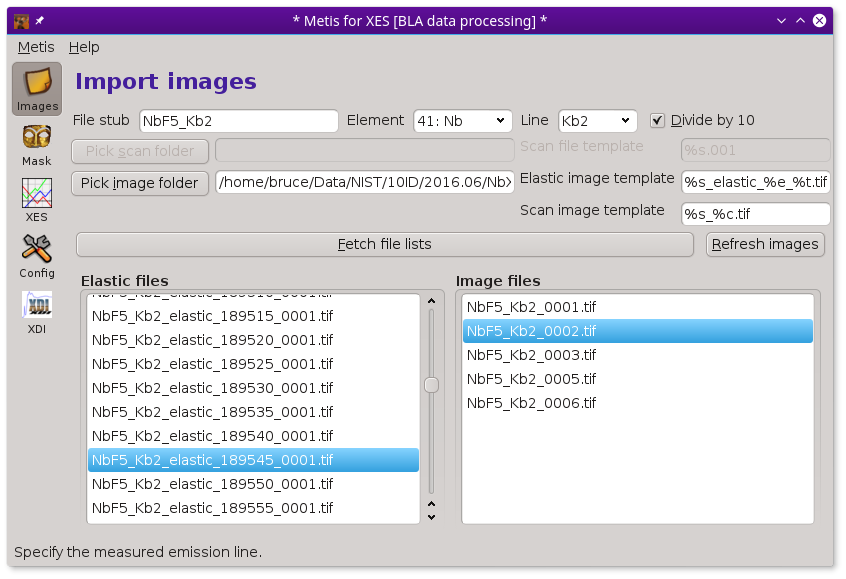 * Metis for XES [BLA data processing] *
Metis Help
Images
Mask
XES
Config
XDI
Import images
File stub NbF5_Kb2 Element 41: Nb Line Kb2 Divide by 10
Pick scan folder Scan file template %s.001
Pick image folder /home/bruce/Data/NIST/10ID/2016.06/Nb Elastic image template %s_elastic_%e_%t.tif
Scan image template %s_%c.tif
Fetch file lists Refresh images
Elastic files
NbF5_Kb2_elastic_189510_0001.tif
NbF5_Kb2_elastic_189515_0001.tif
NbF5_Kb2_elastic_189520_0001.tif
NbF5_Kb2_elastic_189525_0001.tif
NbF5_Kb2_elastic_189530_0001.tif
NbF5_Kb2_elastic_189535_0001.tif
NbF5_Kb2_elastic_189540_0001.tif
NbF5_Kb2_elastic_189545_0001.tif
NbF5_Kb2_elastic_189550_0001.tif
NbF5_Kb2_elastic_189555_0001.tif
Image files
NbF5_Kb2_0001.tif
NbF5_Kb2_0002.tif
NbF5_Kb2_0003.tif
NbF5_Kb2_0005.tif
NbF5_Kb2_0006.tif
Specify the measured emission line.